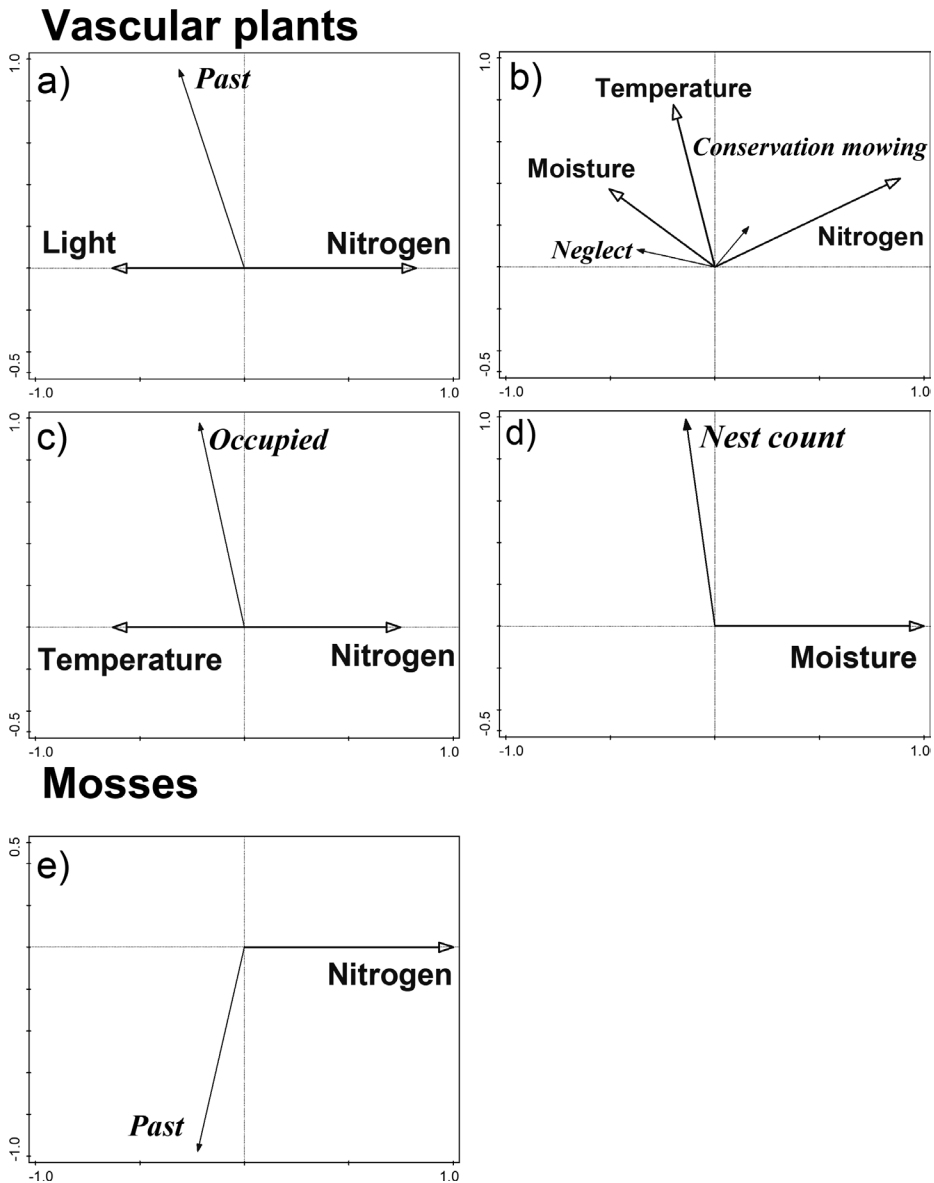 Vascular plants
a)
1.0
Past
Light
Nitrogen
-0.5
-1.0
1.0
b)
1.0
Temperature
Conservation mowing
Moisture
Neglect
Nitrogen
-0.5
-1.0
1.0
c)
1.0
Occupied
Temperature
Nitrogen
-0.5
-1.0
1.0
d)
1.0
Nest count
Moisture
-0.5
-1.0
1.0
Mosses
e)
0.5
Nitrogen
Past
-1.0
-1.0
1.0